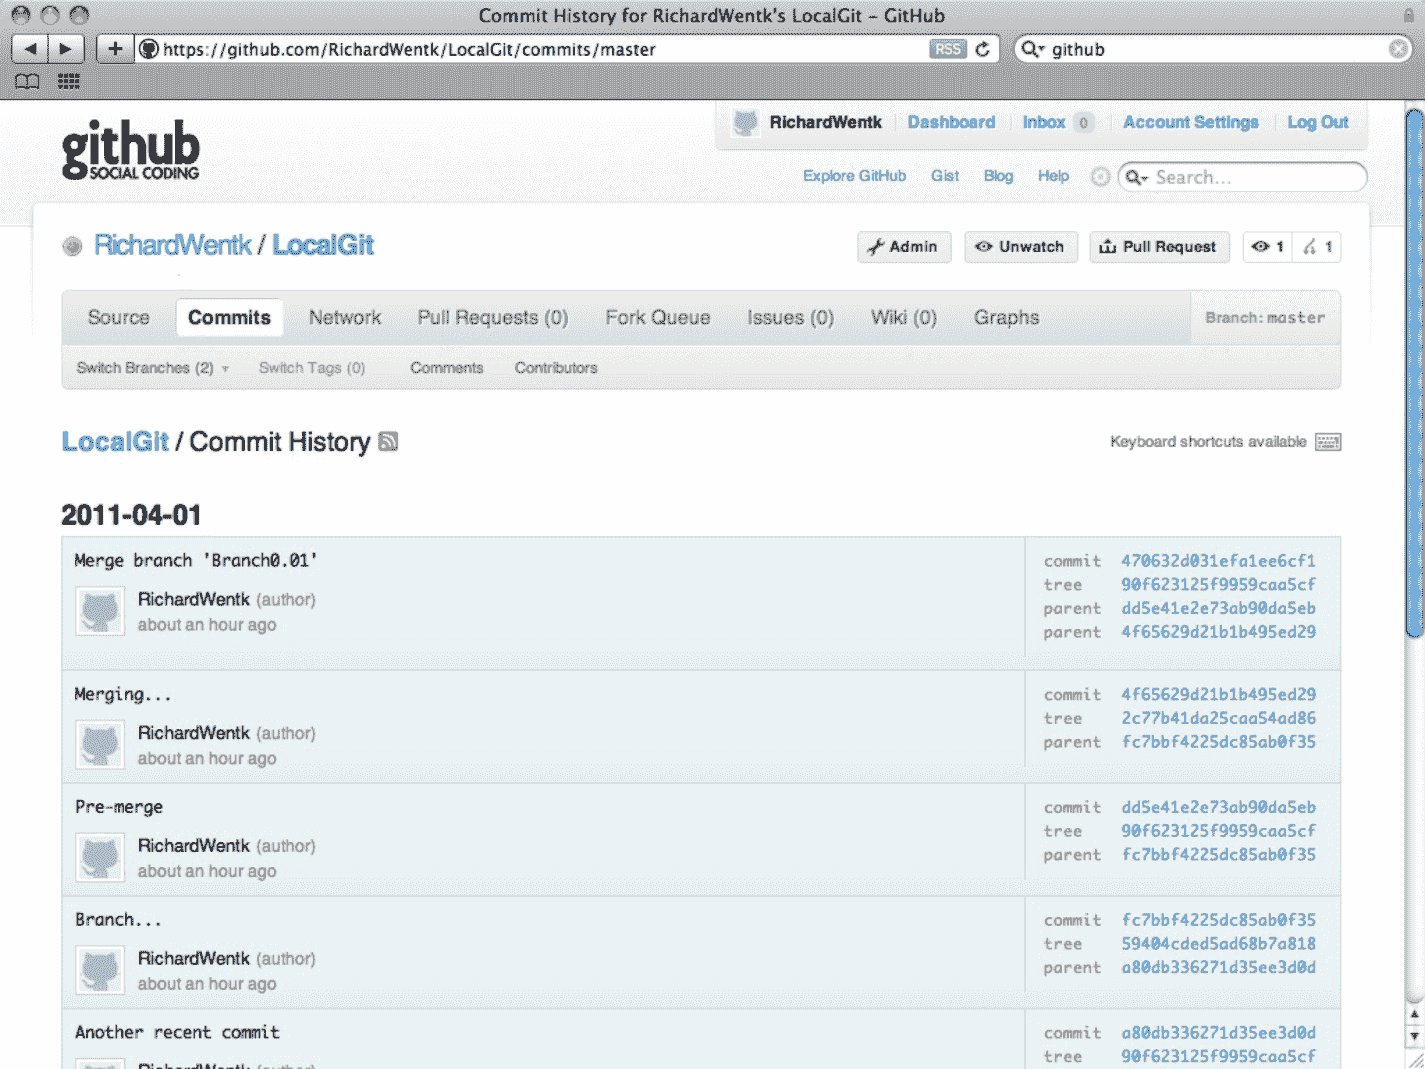 Commit History for RichardWentk's LocalGit – GitHub
https://github.com/RichardWentk/LocalGit/commits/master RSS github
github
SOCIAL CODING
RichardWentk Dashboard Inbox 0 Account Settings Log Out
Explore GitHub Gist Blog Help Search...
RichardWentk / LocalGit
Admin Unwatch Pull Request 1 1
Source Commits Network Pull Requests (0) Fork Queue Issues (0) Wiki (0) Graphs Branch: master
Switch Branches (2) Switch Tags (0) Comments Contributors
LocalGit / Commit History
Keyboard shortcuts available
2011-04-01
Merge branch 'Branch0.01'
RichardWentk (author)
about an hour ago
commit 470632d031efa1ee6cf1
tree 90f623125f9959caa5cf
parent dd5e41e2e73ab90da5eb
parent 4f65629d21b1b495ed29
Merging...
RichardWentk (author)
about an hour ago
commit 4f65629d21b1b495ed29
tree 2c77b41da25caa54ad86
parent fc7bbf4225dc85ab0f35
Pre-merge
RichardWentk (author)
about an hour ago
commit dd5e41e2e73ab90da5eb
tree 90f623125f9959caa5cf
parent fc7bbf4225dc85ab0f35
Branch...
RichardWentk (author)
about an hour ago
commit fc7bbf4225dc85ab0f35
tree 59404cded5ad68b7a818
parent a80db336271d35ee3d0d
Another recent commit
RichardWentk (author)
commit a80db336271d35ee3d0d
tree 90f623125f9959caa5cf